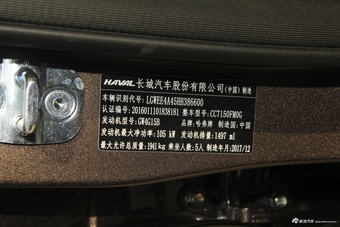 HAVAL 长城汽车股份有限公司(中国)制造
车辆识别代号: LGWEE4A45HH386600
认证编号: 2016011101838181 整车型号: CC7150FM0G
发动机型号: GW4G15B 品牌: 哈弗牌 制造国: 中国
发动机最大净功率: 105 kW 发动机排量: 1497 ml
最大允许总质量: 1941 kg 乘坐人数: 5人 制造年月: 2017/12